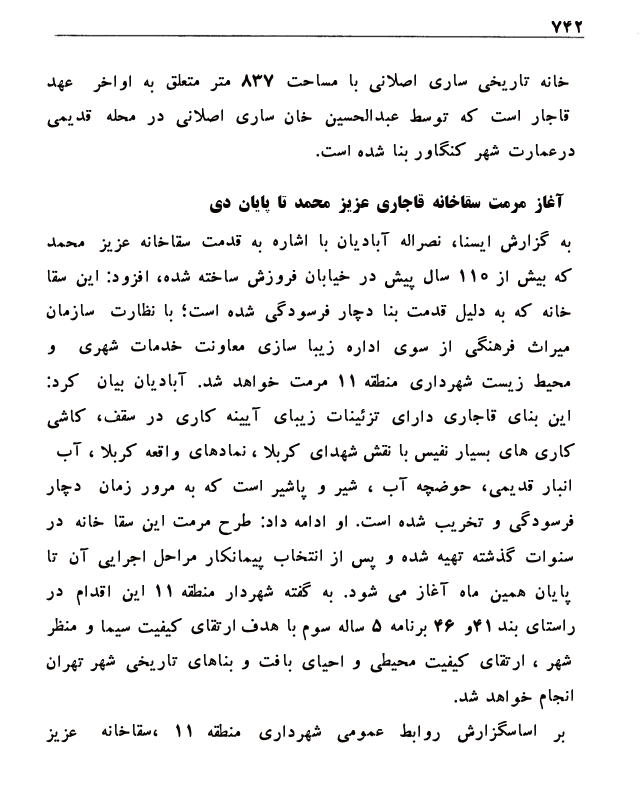 ۷۴۲
خانه تاریخی ساری اصلانی با مساحت ۸۳۷ متر متعلق به اواخر عهد
قاجار است که توسط عبدالحسین خان ساری اصلانی در محله قدیمی
درعمارت شهر کنگاور بنا شده است.
آغاز مرمت سقاخانه قاجاری عزیز محمد تا پایان دی
به گزارش ایسنا، نصراله آبادیان با اشاره به قدمت سقاخانه عزیز محمد
که بیش از ۱۱۰ سال پیش در خیابان فروزش ساخته شده، افزود: این سقا
خانه که به دلیل قدمت بنا دچار فرسودگی شده است؛ با نظارت سازمان
میراث فرهنگی از سوی اداره زیبا سازی معاونت خدمات شهری و
محیط زیست شهرداری منطقه ۱۱ مرمت خواهد شد. آبادیان بیان کرد:
این بنای قاجاری دارای تزئینات زیبای آیینه کاری در سقف، کاشی
کاری های بسیار نفیس با نقش شهدای کربلا ، نمادهای واقعه کربلا ، آب
انبار قدیمی، حوضچه آب ، شیر و پاشیر است که به مرور زمان دچار
فرسودگی و تخریب شده است. او ادامه داد: طرح مرمت این سقا خانه در
سنوات گذشته تهیه شده و پس از انتخاب پیمانکار مراحل اجرایی آن تا
پایان همین ماه آغاز می شود. به گفته شهردار منطقه ۱۱ این اقدام در
راستای بند ۴۱و ۴۶ برنامه ۵ ساله سوم با هدف ارتقای کیفیت سیما و منظر
شهر ، ارتقای کیفیت محیطی و احیای بافت و بناهای تاریخی شهر تهران
انجام خواهد شد.
بر اساسگزارش روابط عمومی شهرداری منطقه ۱۱ ،سقاخانه عزیز